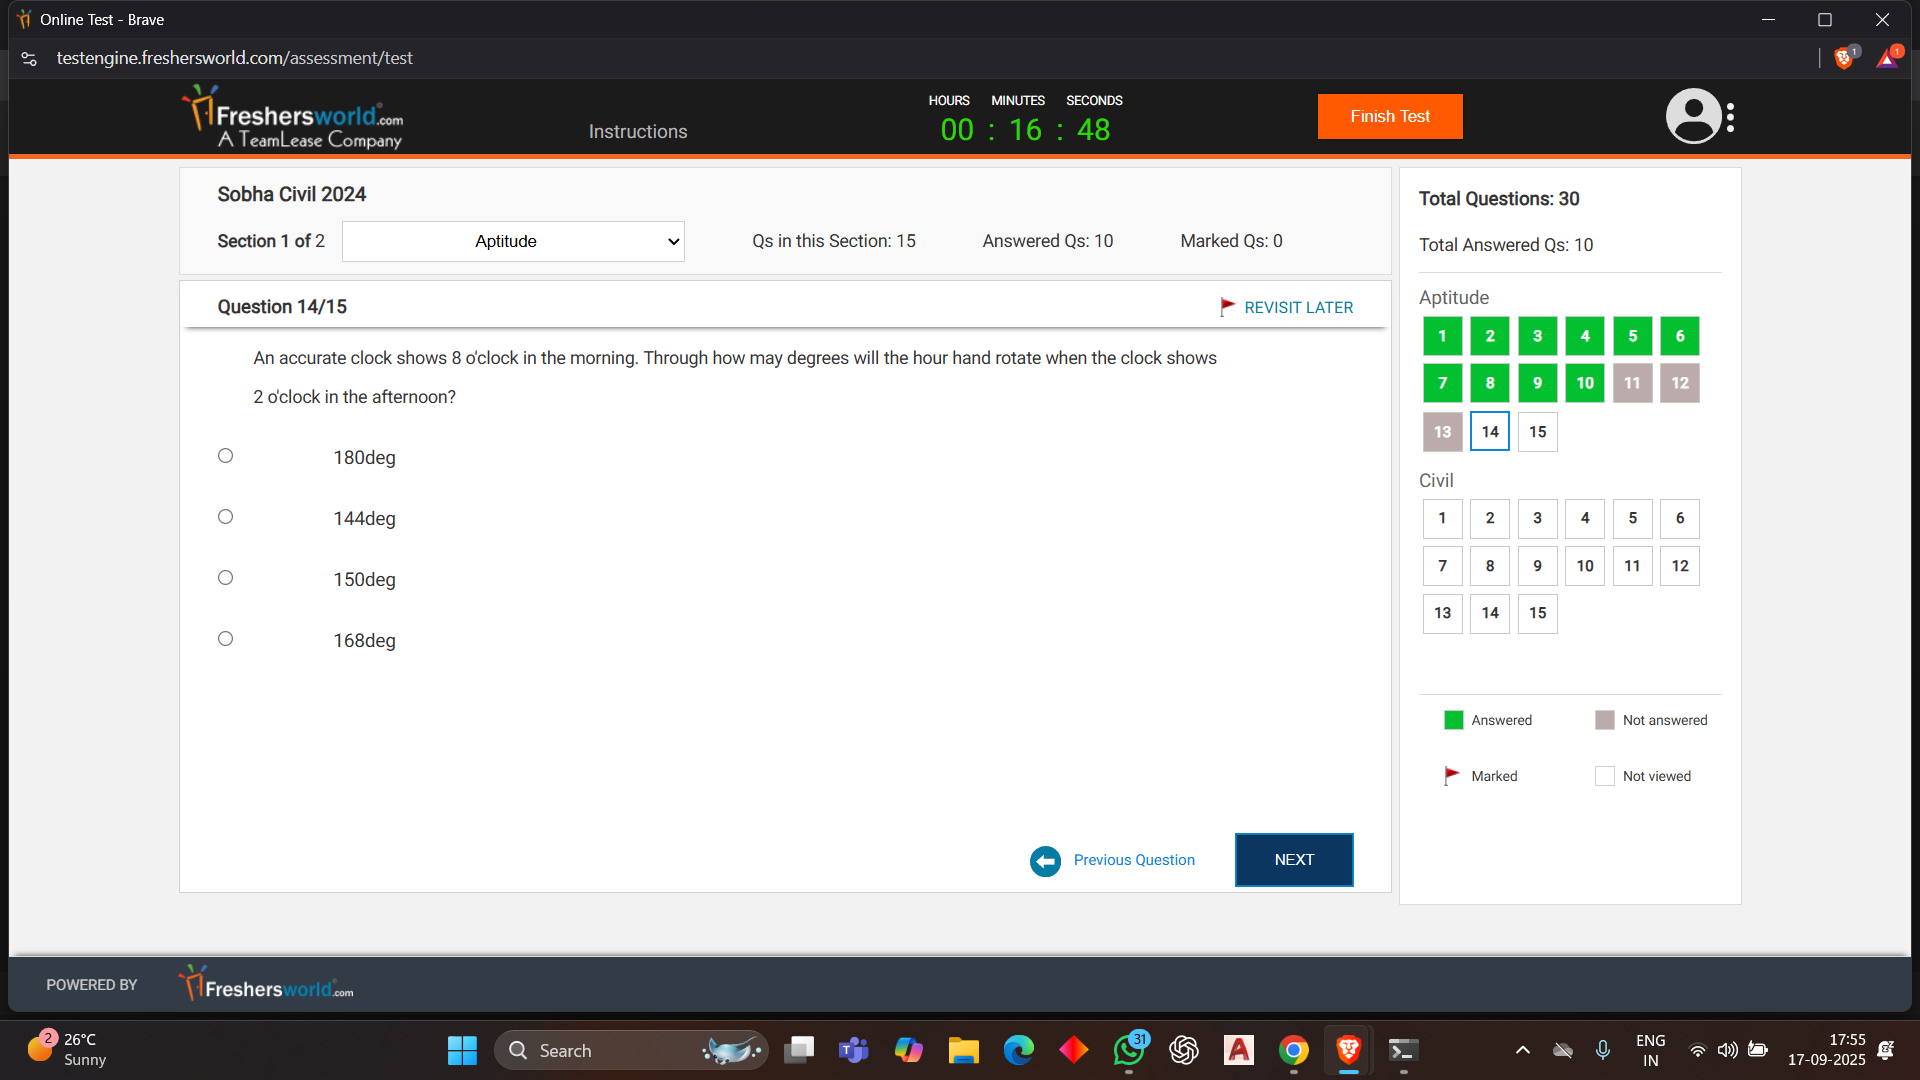 Online Test - Brave
testengine.freshersworld.com/assessment/test
1
1
Freshersworld.com
A TeamLease Company
Instructions
HOURS MINUTES SECONDS
00 : 16 : 48
Finish Test
Sobha Civil 2024
Section 1 of 2
Aptitude
Qs in this Section: 15
Answered Qs: 10
Marked Qs: 0
Question 14/15
REVISIT LATER
An accurate clock shows 8 o'clock in the morning. Through how may degrees will the hour hand rotate when the clock shows
2 o'clock in the afternoon?
180deg
144deg
150deg
168deg
Previous Question
NEXT
Total Questions: 30
Total Answered Qs: 10
Aptitude
1 2 3 4 5 6
7 8 9 10 11 12
13 14 15
Civil
1 2 3 4 5 6
7 8 9 10 11 12
13 14 15
Answered
Not answered
Marked
Not viewed
POWERED BY
Freshersworld.com
2
26°C
Sunny
Search
31
ENG
IN
17:55
17-09-2025